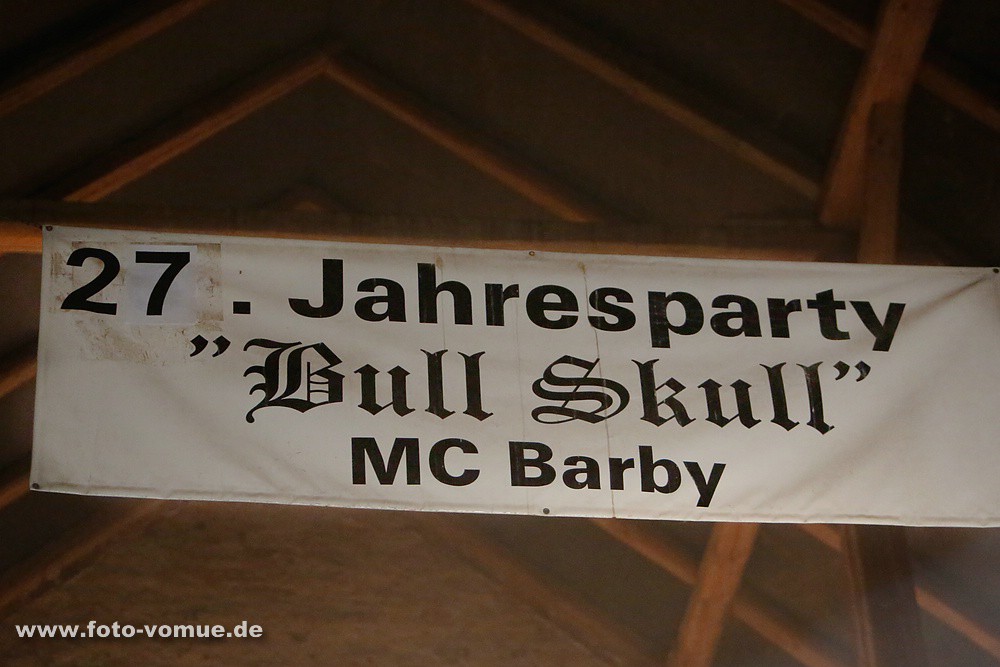 27. Jahresparty
"Bull Skull"
MC Barby
www.foto-vomue.de